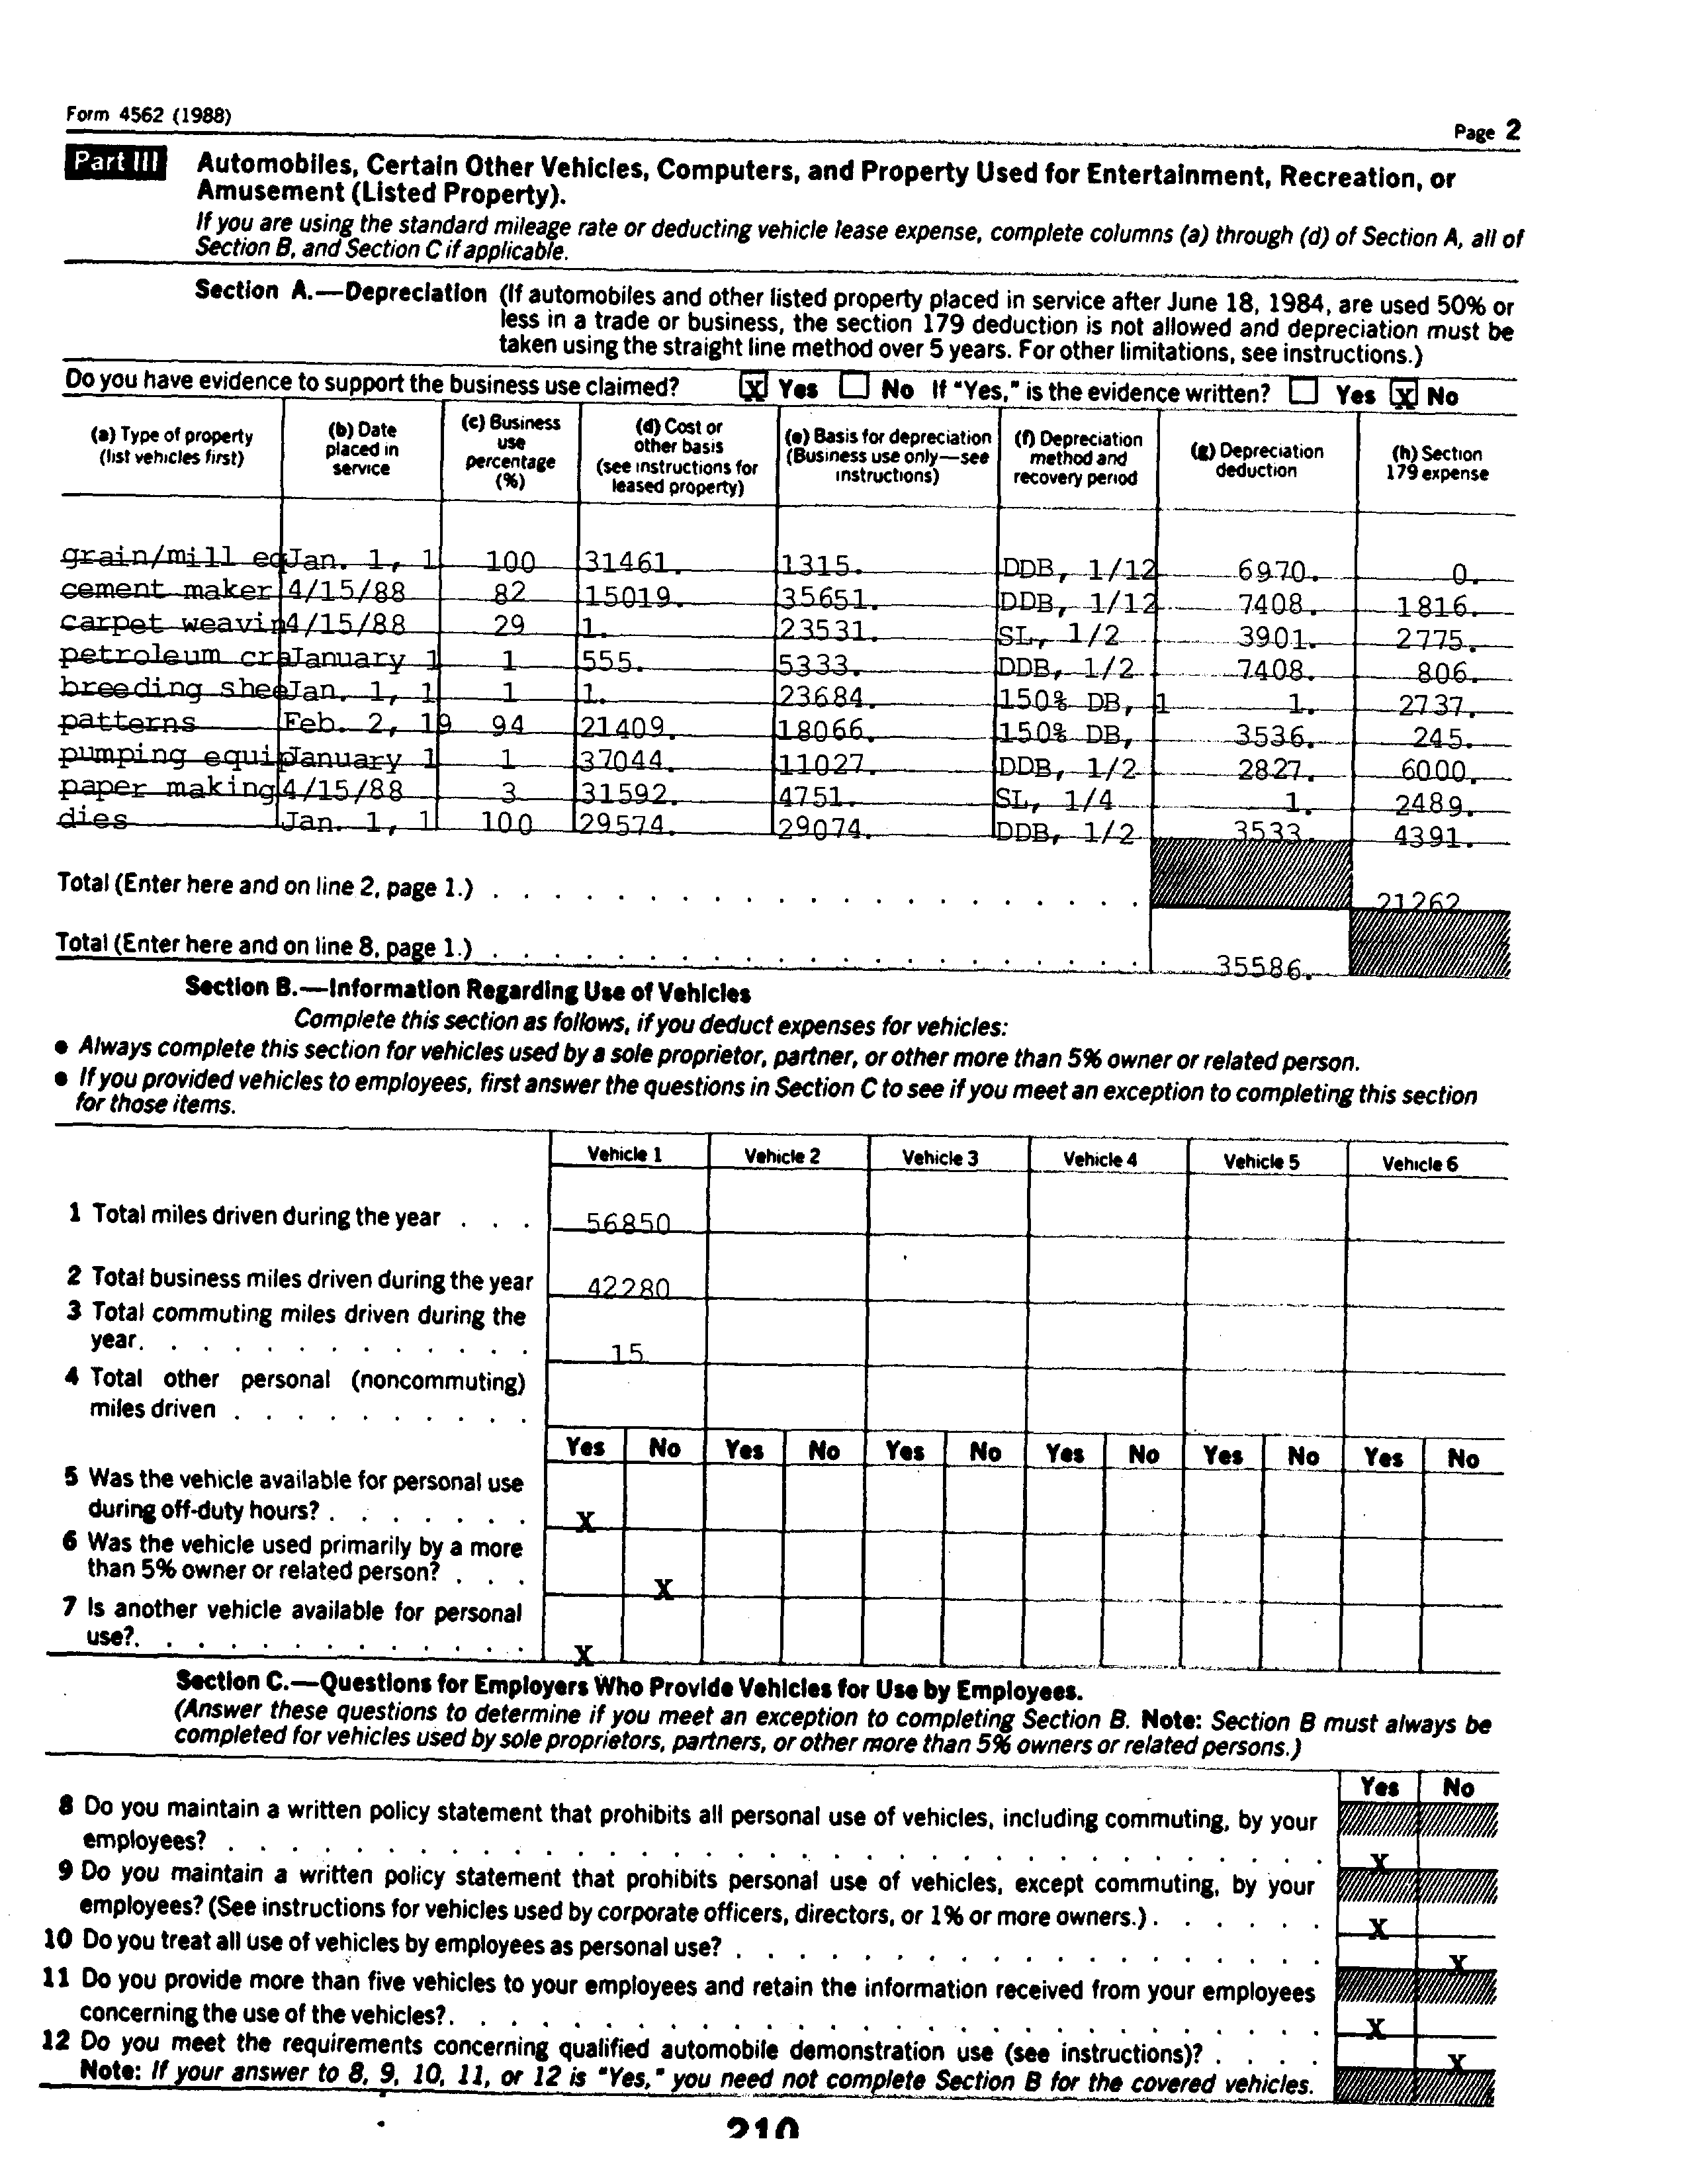 Form 4562 (1988)
Page 2
Part III Automobiles, Certain Other Vehicles, Computers, and Property Used for Entertainment, Recreation, or
Amusement (Listed Property).
If you are using the standard mileage rate or deducting vehicle lease expense, complete columns (a) through (d) of Section A, all of
Section B, and Section C if applicable.
Section A.—Depreciation (If automobiles and other listed property placed in service after June 18, 1984, are used 50% or
less in a trade or business, the section 179 deduction is not allowed and depreciation must be
taken using the straight line method over 5 years. For other limitations, see instructions.)
Do you have evidence to support the business use claimed? X Yes No If "Yes," is the evidence written? Yes X No
(a) Type of property (list vehicles first) (b) Date placed in service (c) Business use percentage (%) (d) Cost or other basis (see instructions for leased property) (e) Basis for depreciation (Business use only—see instructions) (f) Depreciation method and recovery period (g) Depreciation deduction (h) Section 179 expense
grain/mill eq Jan. 1, 1 100 31461. 1315. DDB, 1/12 6970. 0.
cement maker 4/15/88 82 15019. 35651. DDB, 1/12 7408. 1816.
carpet weavin 4/15/88 29 1. 23531. SL, 1/2 3901. 2775.
petroleum cra January 1 1 555. 5333. DDB, 1/2 7408. 806.
breeding shee Jan. 1, 1 1 1. 23684. 150% DB, 1 1. 2737.
patterns Feb. 2, 19 94 21409. 18066. 150% DB, 3536. 245.
pumping equip January 1 1 37044. 11027. DDB, 1/2 2827. 6000.
paper making 4/15/88 3 31592. 4751. SL, 1/4 1. 2489.
dies Jan. 1, 1 100 29574. 29074. DDB, 1/2 3533. 4391.
Total (Enter here and on line 2, page 1.) 21262
Total (Enter here and on line 8, page 1.) 35586.
Section B.—Information Regarding Use of Vehicles
Complete this section as follows, if you deduct expenses for vehicles:
● Always complete this section for vehicles used by a sole proprietor, partner, or other more than 5% owner or related person.
● If you provided vehicles to employees, first answer the questions in Section C to see if you meet an exception to completing this section
for those items.
Vehicle 1 Vehicle 2 Vehicle 3 Vehicle 4 Vehicle 5 Vehicle 6
1 Total miles driven during the year . . . 56850
2 Total business miles driven during the year 42280
3 Total commuting miles driven during the
year. . . . . . . . . . . . . 15
4 Total other personal (noncommuting)
miles driven . . . . . . . . . .
Yes No Yes No Yes No Yes No Yes No Yes No
5 Was the vehicle available for personal use
during off-duty hours? . . . . . . . X
6 Was the vehicle used primarily by a more
than 5% owner or related person? . . . X
7 Is another vehicle available for personal
use?. . . . . . . . . . . . . X
Section C.—Questions for Employers Who Provide Vehicles for Use by Employees.
(Answer these questions to determine if you meet an exception to completing Section B. Note: Section B must always be
completed for vehicles used by sole proprietors, partners, or other more than 5% owners or related persons.)
Yes No
8 Do you maintain a written policy statement that prohibits all personal use of vehicles, including commuting, by your
employees? X
9 Do you maintain a written policy statement that prohibits personal use of vehicles, except commuting, by your
employees? (See instructions for vehicles used by corporate officers, directors, or 1% or more owners.) . . . . . . X
10 Do you treat all use of vehicles by employees as personal use? X
11 Do you provide more than five vehicles to your employees and retain the information received from your employees
concerning the use of the vehicles?. X
12 Do you meet the requirements concerning qualified automobile demonstration use (see instructions)? . . . . X
Note: If your answer to 8, 9, 10, 11, or 12 is "Yes," you need not complete Section B for the covered vehicles.
210